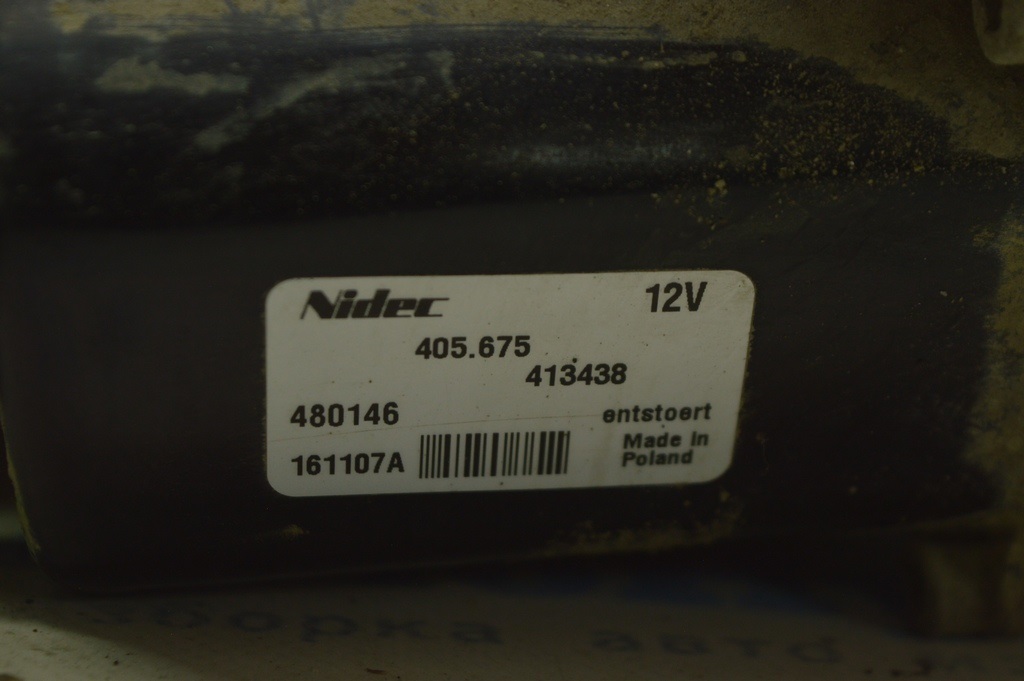 Nidec 12V
405.675
413438
480146 entstoert
161107A Made in
Poland